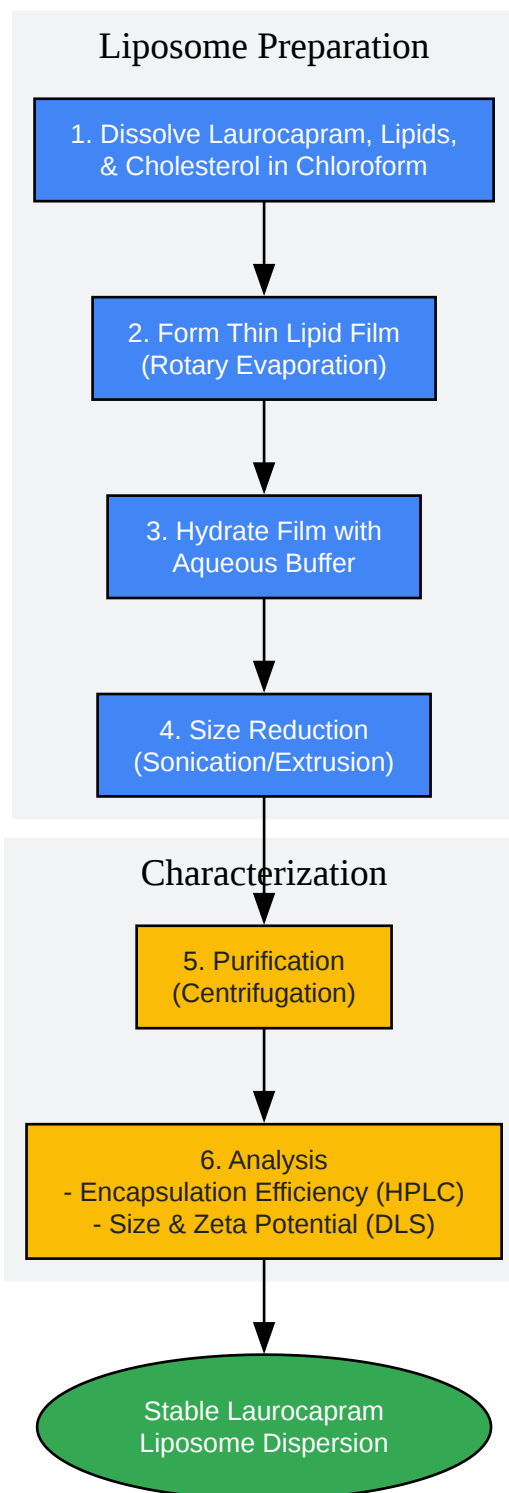 Liposome Preparation
1. Dissolve Laurocapram, Lipids,
& Cholesterol in Chloroform
2. Form Thin Lipid Film
(Rotary Evaporation)
3. Hydrate Film with
Aqueous Buffer
4. Size Reduction
(Sonication/Extrusion)
Characterization
5. Purification
(Centrifugation)
6. Analysis
- Encapsulation Efficiency (HPLC)
- Size & Zeta Potential (DLS)
Stable Laurocapram
Liposome Dispersion